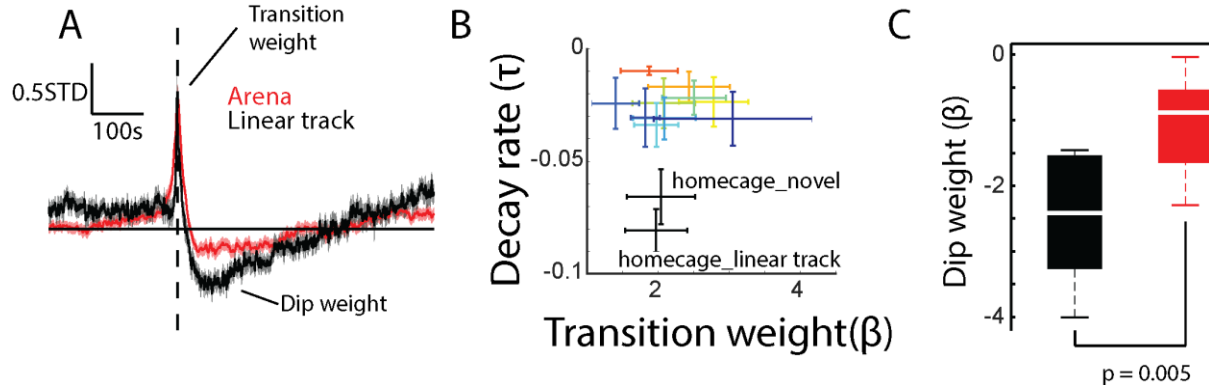 A
Transition
weight
0.5STD
100s
Arena
Linear track
Dip weight
B
Decay rate (τ)
0
-0.05
-0.1
homecage_novel
homecage_linear track
2
4
Transition weight(β)
C
Dip weight (β)
0
-2
-4
p = 0.005